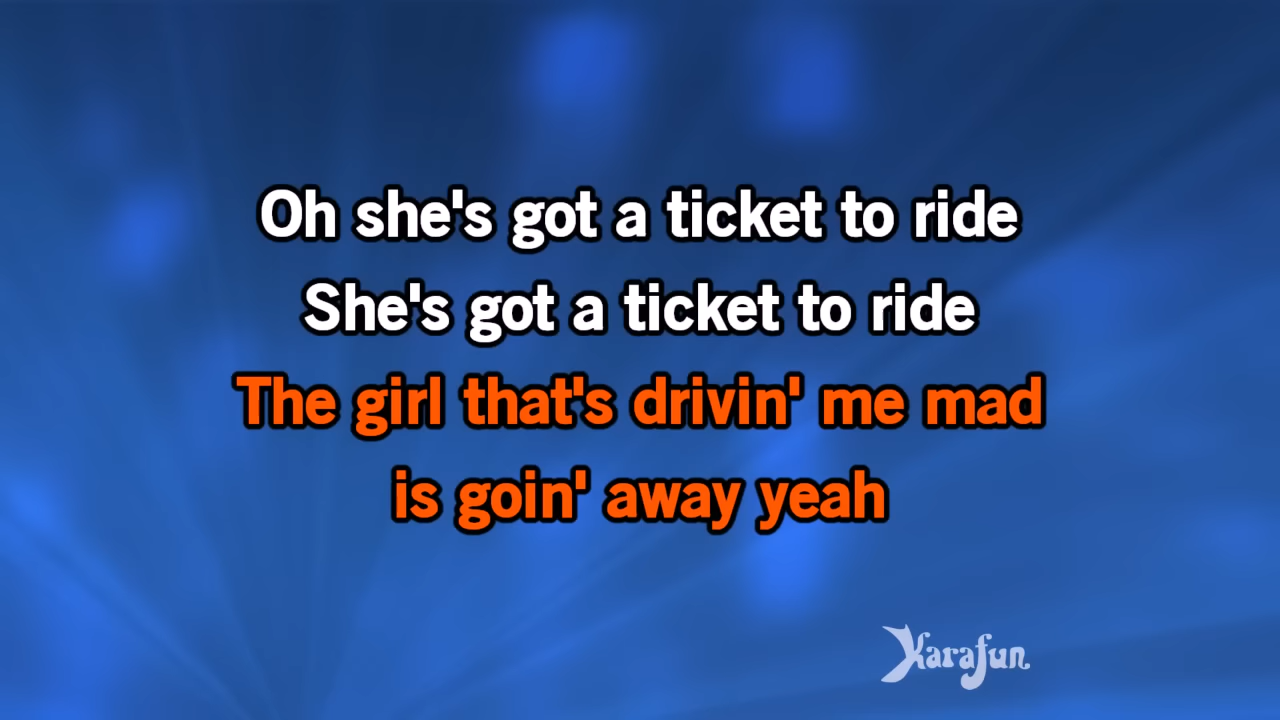 Oh she's got a ticket to ride
She's got a ticket to ride
The girl that's drivin' me mad
is goin' away yeah
Karafun